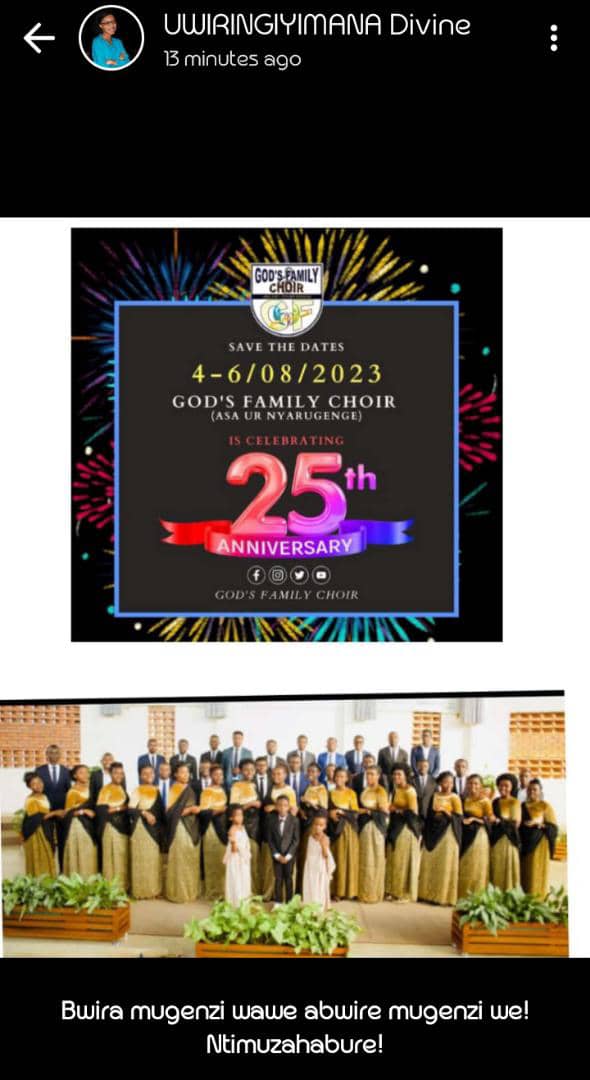 UWIRINGIYIMANA Divine
13 minutes ago
GOD'S FAMILY
CHOIR
GF
SAVE THE DATES
4-6/08/2023
GOD'S FAMILY CHOIR
(ASA UR NYARUGENGE)
IS CELEBRATING
25th
ANNIVERSARY
GOD'S FAMILY CHOIR
Bwira mugenzi wawe abwire mugenzi we!
Ntimuzahabure!